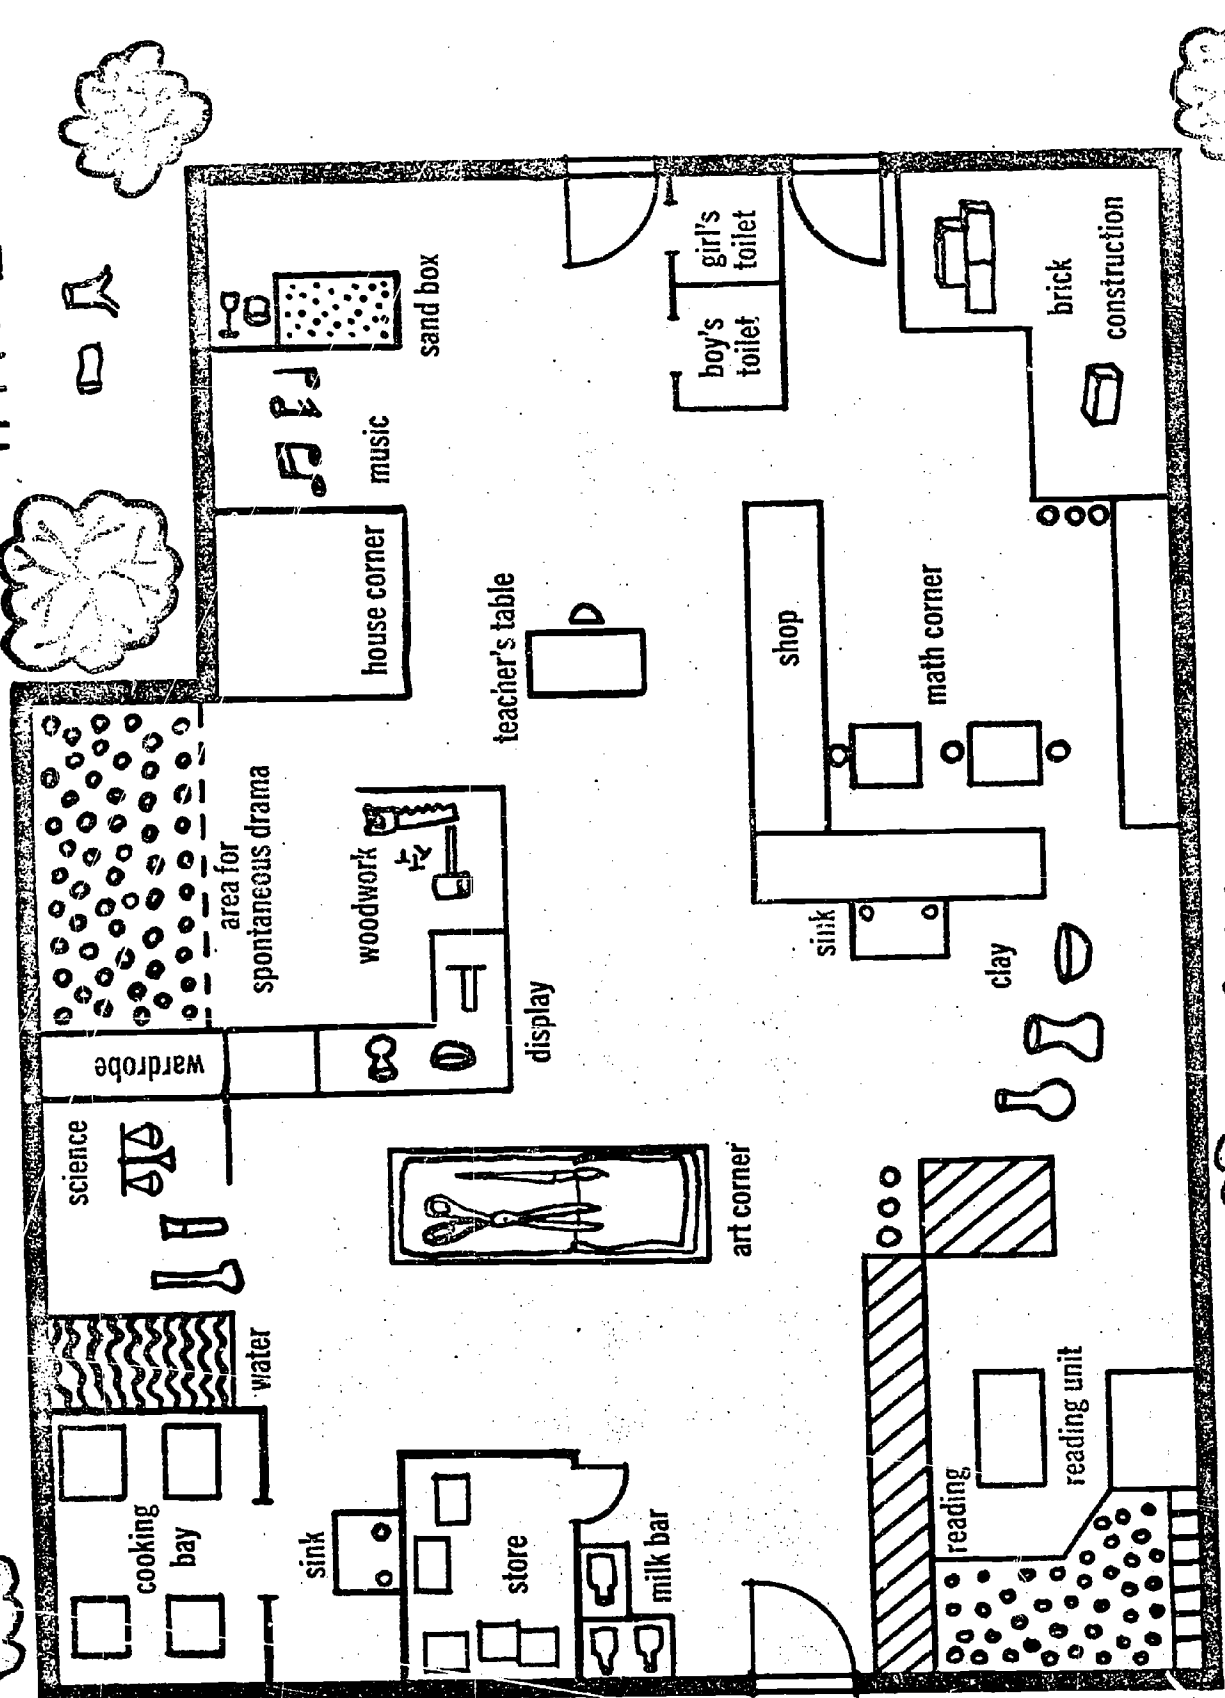 cooking
bay
water
science
wardrobe
area for
spontaneous drama
house corner
music
sand box
sink
store
milk bar
art corner
display
woodwork
teacher's table
boy's
toilet
girl's
toilet
reading
reading unit
clay
sink
shop
math corner
brick
construction